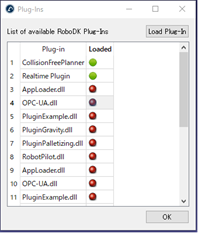 Plug-Ins
List of available RoboDK Plug-Ins
Load Plug-In
Plug-in Loaded
1 CollisionFreePlanner
2 Realtime Plugin
3 AppLoader.dll
4 OPC-UA.dll
5 PluginExample.dll
6 PluginGravity.dll
7 PluginPalletizing.dll
8 RobotPilot.dll
9 AppLoader.dll
10 OPC-UA.dll
11 PluginExample.dll
OK